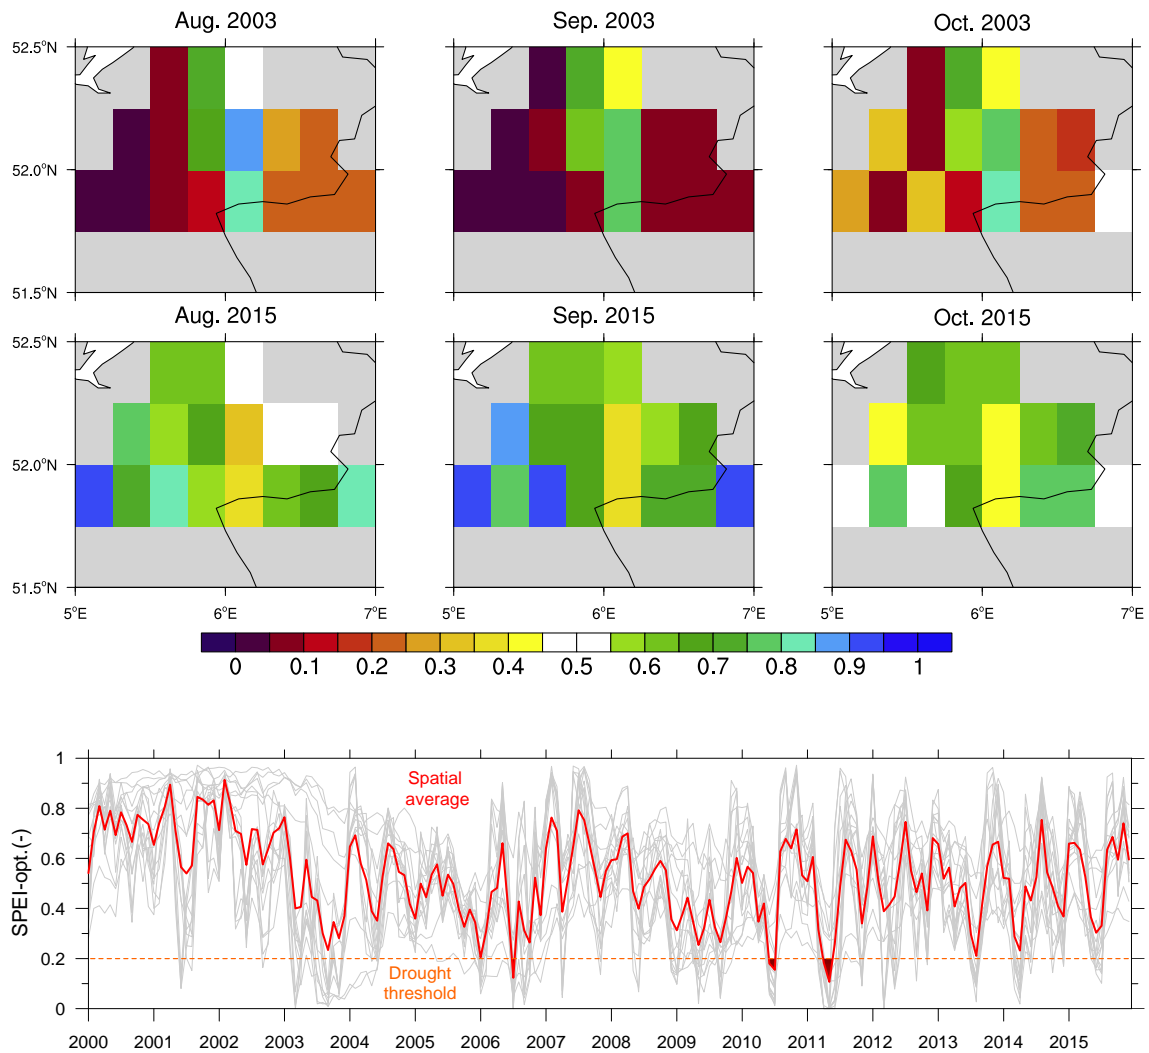 Aug. 2003 Sep. 2003 Oct. 2003
52.5°N
52.0°N
51.5°N
Aug. 2015 Sep. 2015 Oct. 2015
52.5°N
52.0°N
51.5°N
5°E 6°E 7°E 5°E 6°E 7°E 5°E 6°E 7°E
0 0.1 0.2 0.3 0.4 0.5 0.6 0.7 0.8 0.9 1
1
0.8
0.6
0.4
0.2
0
SPEI-opt.(-)
Spatial
average
Drought
threshold
2000 2001 2002 2003 2004 2005 2006 2007 2008 2009 2010 2011 2012 2013 2014 2015